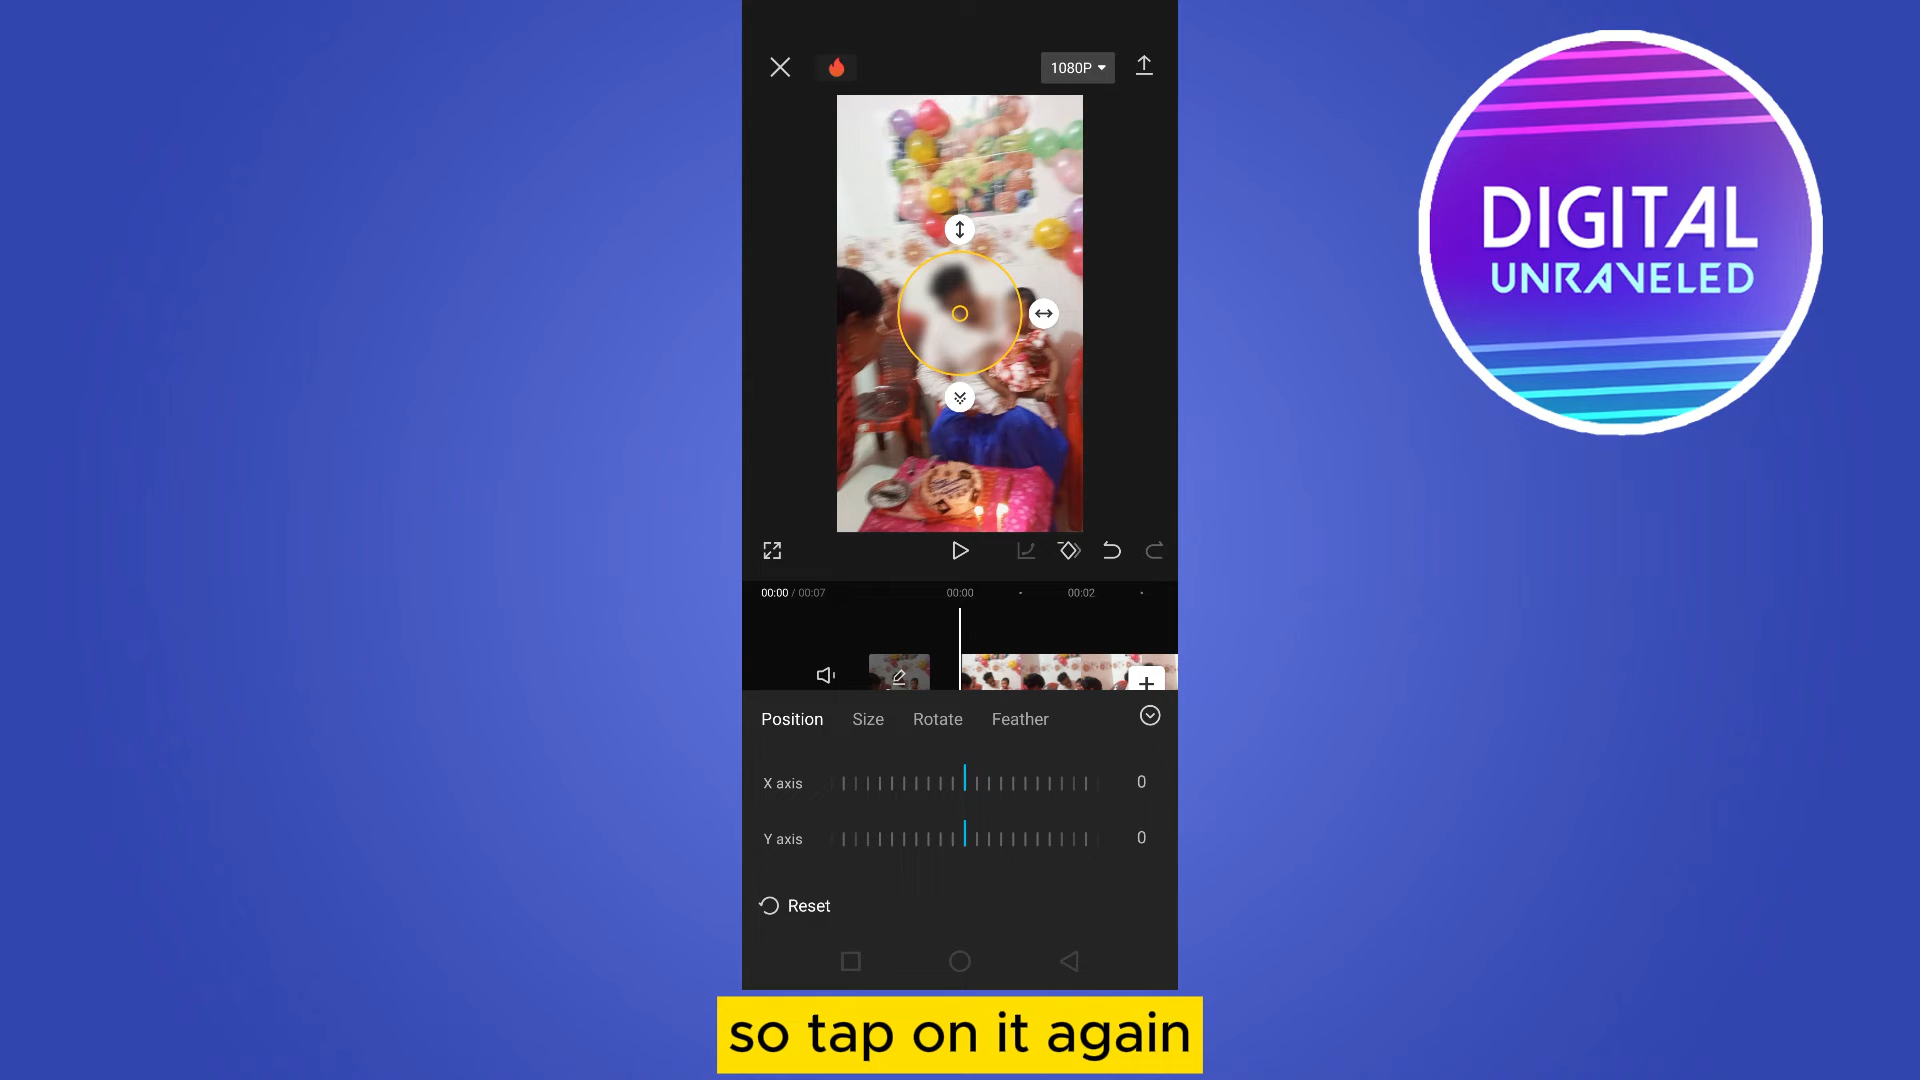 1080P
DIGITAL
UNRAVELED
00:00 / 00:07
00:00
00:02
Position Size Rotate Feather
X axis 0
Y axis 0
Reset
so tap on it again